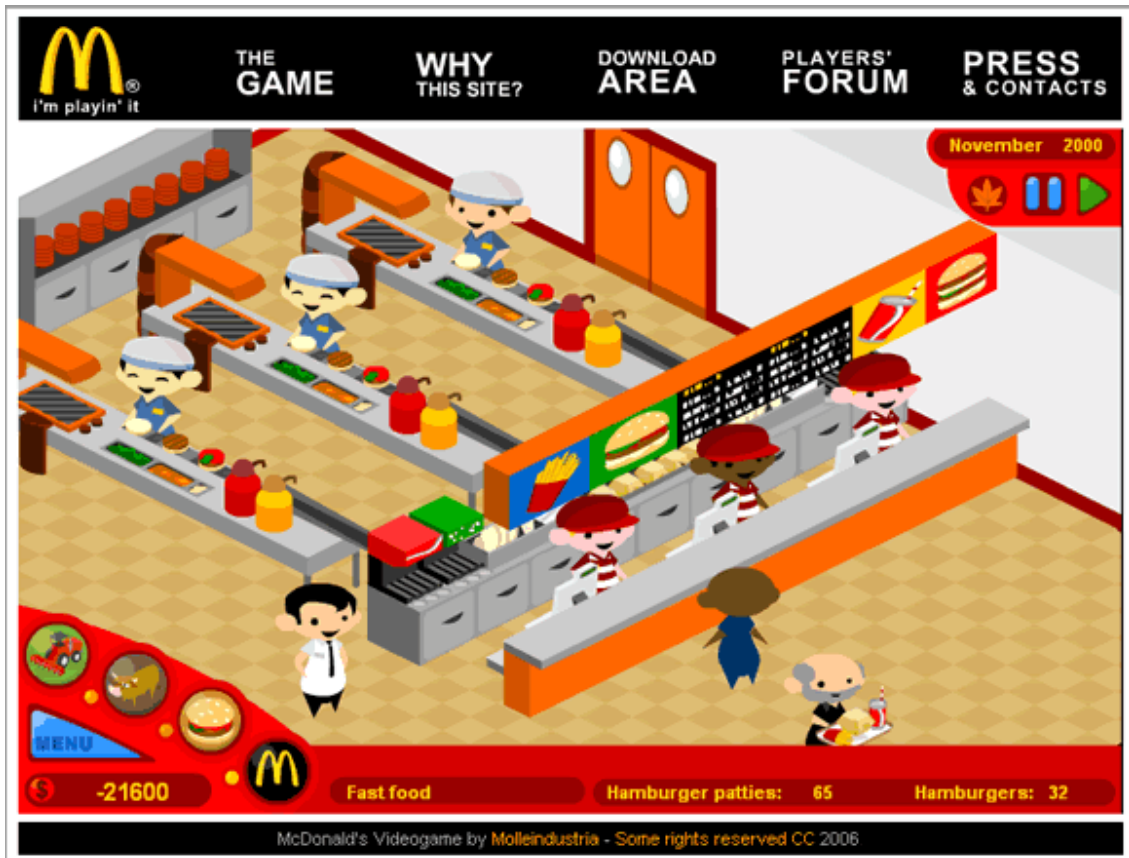 THE
GAME
WHY
THIS SITE?
DOWNLOAD
AREA
PLAYERS'
FORUM
PRESS
& CONTACTS
®
i'm playin' it
November 2000
MENU
$ -21600
Fast food
Hamburger patties: 65
Hamburgers: 32
McDonald's Videogame by Molleindustria - Some rights reserved CC 2006